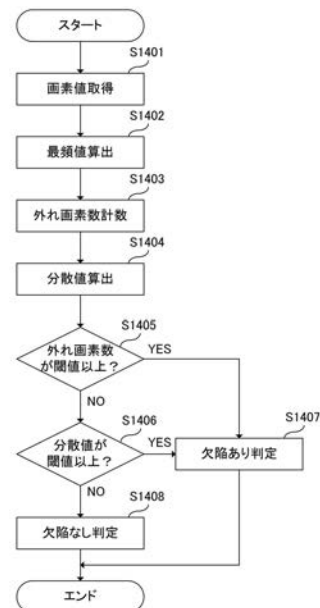 スタート
S1401
画素値取得
S1402
最頻値算出
S1403
外れ画素数計数
S1404
分散値算出
S1405
外れ画素数
が閾値以上?
YES
NO
S1406
分散値が
閾値以上?
YES
NO
S1407
欠陥あり判定
S1408
欠陥なし判定
エンド